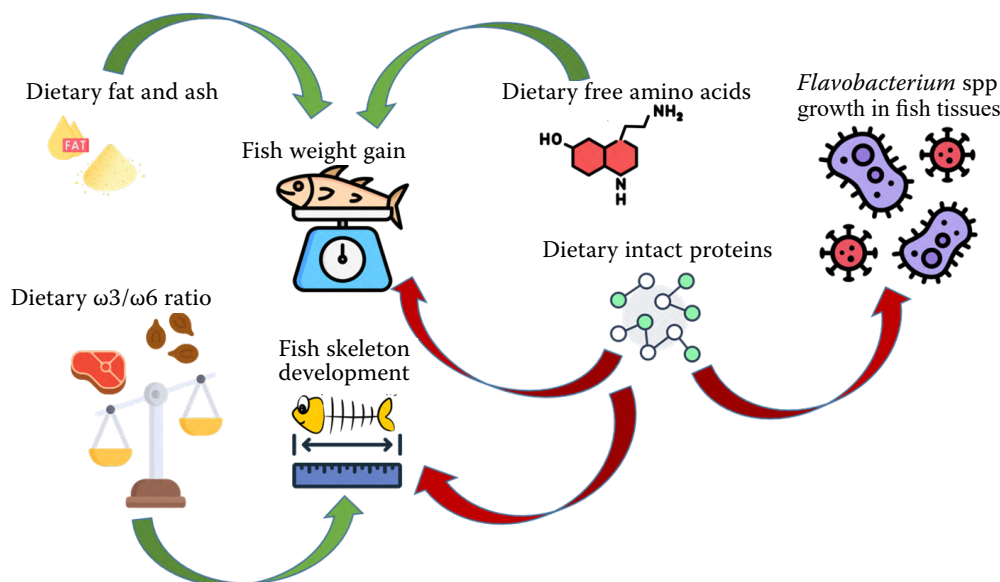 Dietary fat and ash
FAT
Fish weight gain
Dietary free amino acids
NH₂
HO
N
H
Flavobacterium spp
growth in fish tissues
Dietary intact proteins
Dietary ω3/ω6 ratio
Fish skeleton
development